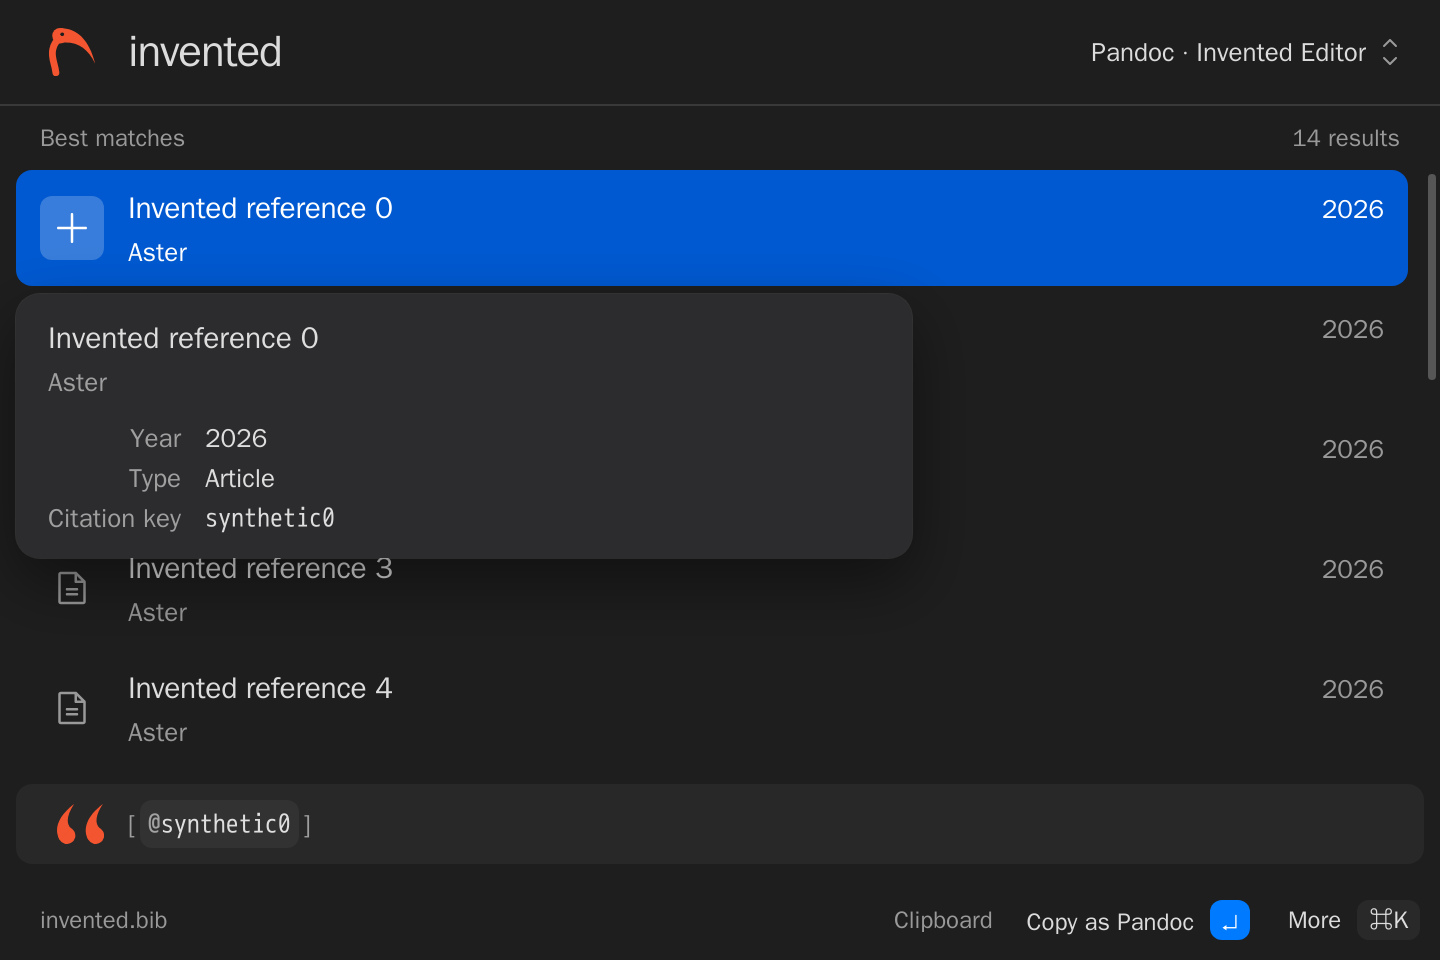 invented
Pandoc · Invented Editor
Best matches
14 results
Invented reference 0
2026
Aster
2026
Invented reference 0
Aster
2026
Year 2026
Type Article
Citation key synthetic0
Invented reference 3
2026
Aster
Invented reference 4
2026
Aster
[ @synthetic0 ]
invented.bib
Clipboard
Copy as Pandoc
More ⌘K